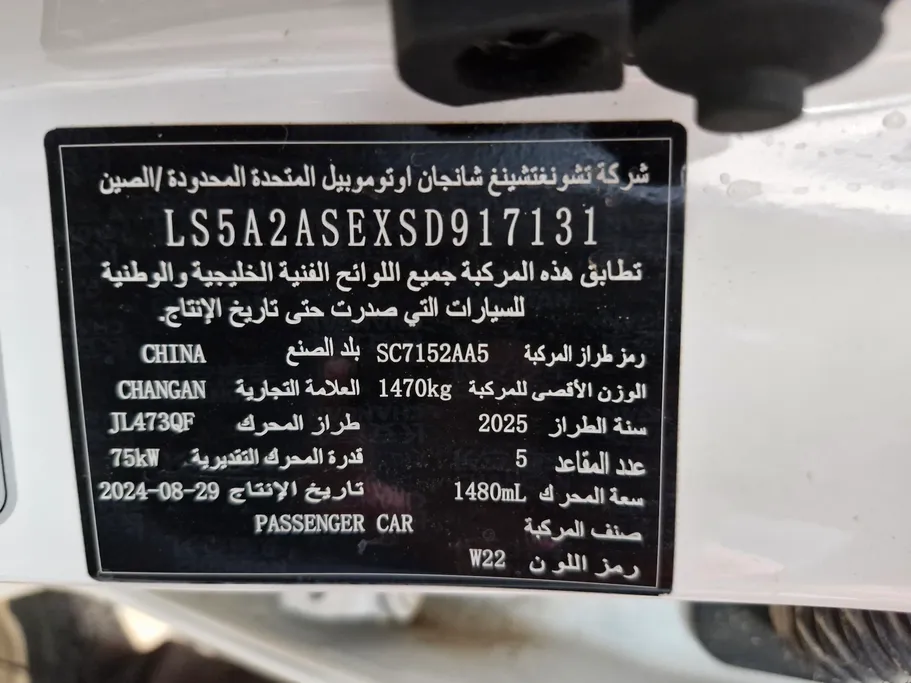 شركة تشونغتشينغ شانجان اوتوموبيل المتحدة المحدودة /الصين
LS5A2ASEXSD917131
تطابق هذه المركبة جميع اللوائح الفنية الخليجية والوطنية
للسيارات التي صدرت حتى تاريخ الإنتاج.
رمز طراز المركبة SC7152AA5 بلد الصنع CHINA
الوزن الأقصى للمركبة 1470kg العلامة التجارية CHANGAN
سنة الطراز 2025 طراز المحرك JL473QF
عدد المقاعد 5 قدرة المحرك التقديرية 75kW
سعة المحرك 1480mL تاريخ الإنتاج 2024-08-29
صنف المركبة PASSENGER CAR
رمز اللون W22